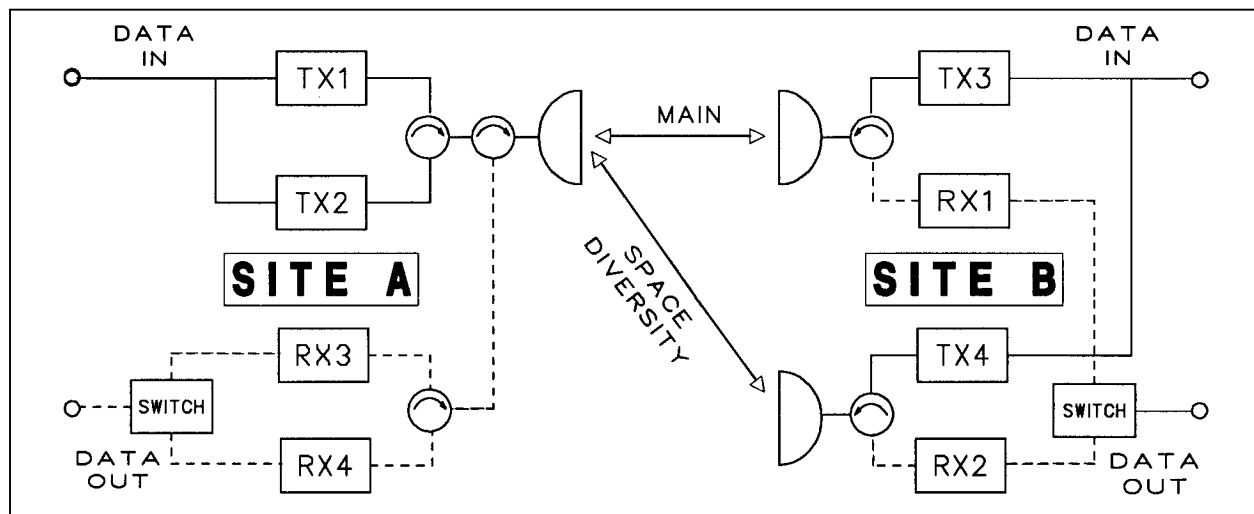 DATA
IN
TX1
TX2
SITE A
RX3
RX4
SWITCH
DATA
OUT
MAIN
SPACE
DIVERSITY
DATA
IN
TX3
RX1
SITE B
TX4
RX2
SWITCH
DATA
OUT